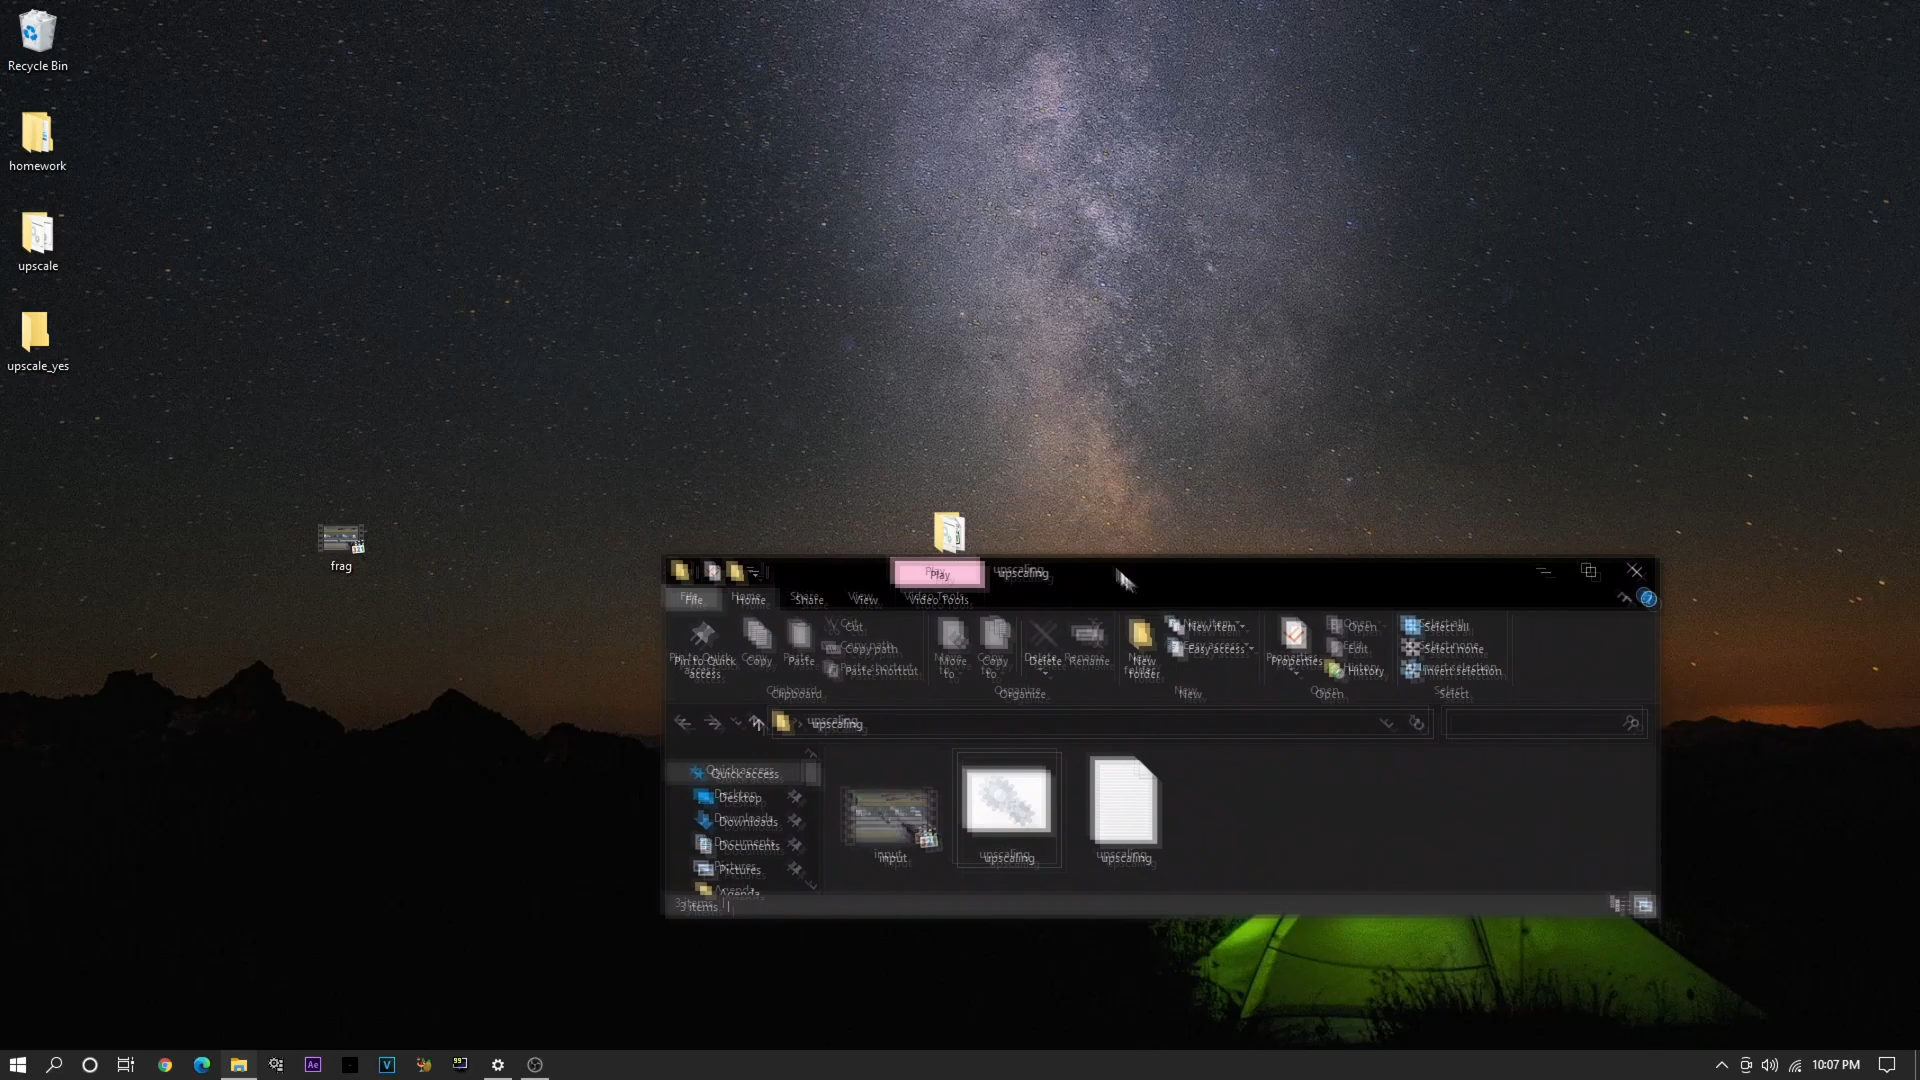 Recycle Bin
homework
upscale
upscale_yes
frag
Play
upscaling
File
Home
Share
View
Video Tools
Pin to Quick access
Copy
Paste
Cut
Copy path
Paste shortcut
Clipboard
Move to
Copy to
Delete
Rename
Organize
New folder
New item
Easy access
New
Properties
Open
Edit
History
Open
Select all
Select none
Invert selection
Select
upscaling
Quick access
Desktop
Downloads
Documents
Pictures
Agenda
input
upscaling
upscaling
3 items
Ae
V
99
10:07 PM